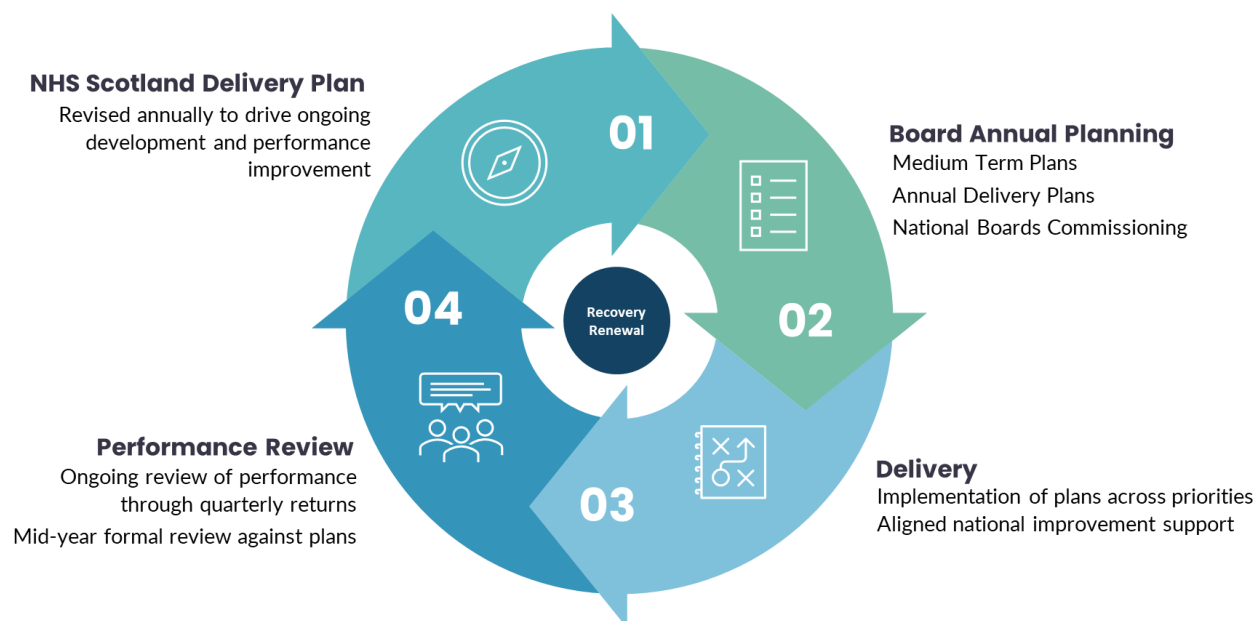 NHS Scotland Delivery Plan
Revised annually to drive ongoing
development and performance
improvement
01
Board Annual Planning
Medium Term Plans
Annual Delivery Plans
National Boards Commissioning
02
Recovery
Renewal
Delivery
Implementation of plans across priorities
Aligned national improvement support
03
04
Performance Review
Ongoing review of performance
through quarterly returns
Mid-year formal review against plans